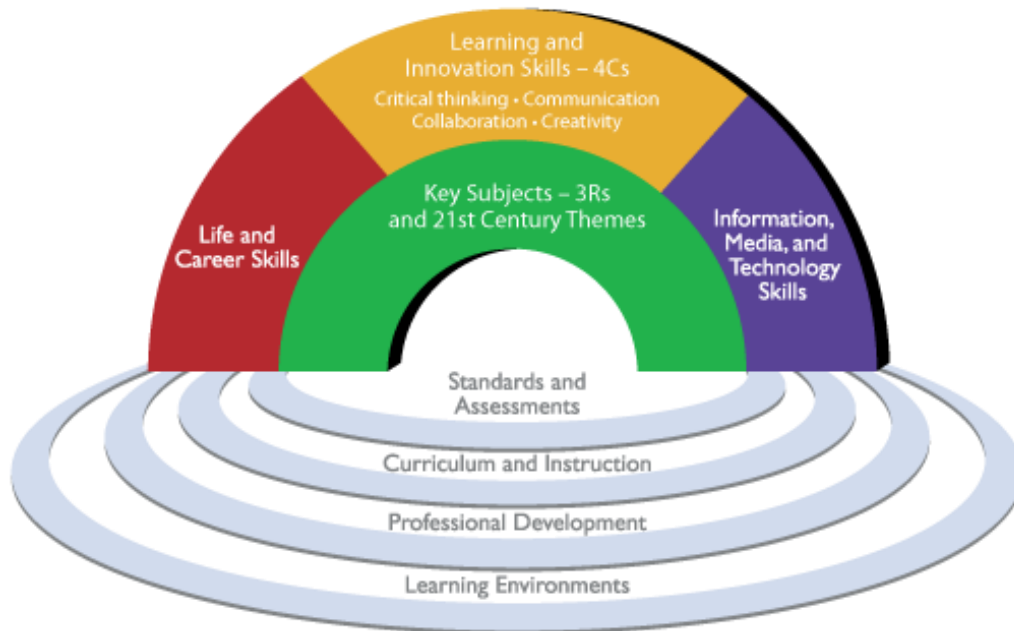 Learning and
Innovation Skills – 4Cs
Critical thinking • Communication
Collaboration • Creativity
Key Subjects – 3Rs
and 21st Century Themes
Life and
Career Skills
Information,
Media, and
Technology
Skills
Standards and
Assessments
Curriculum and Instruction
Professional Development
Learning Environments